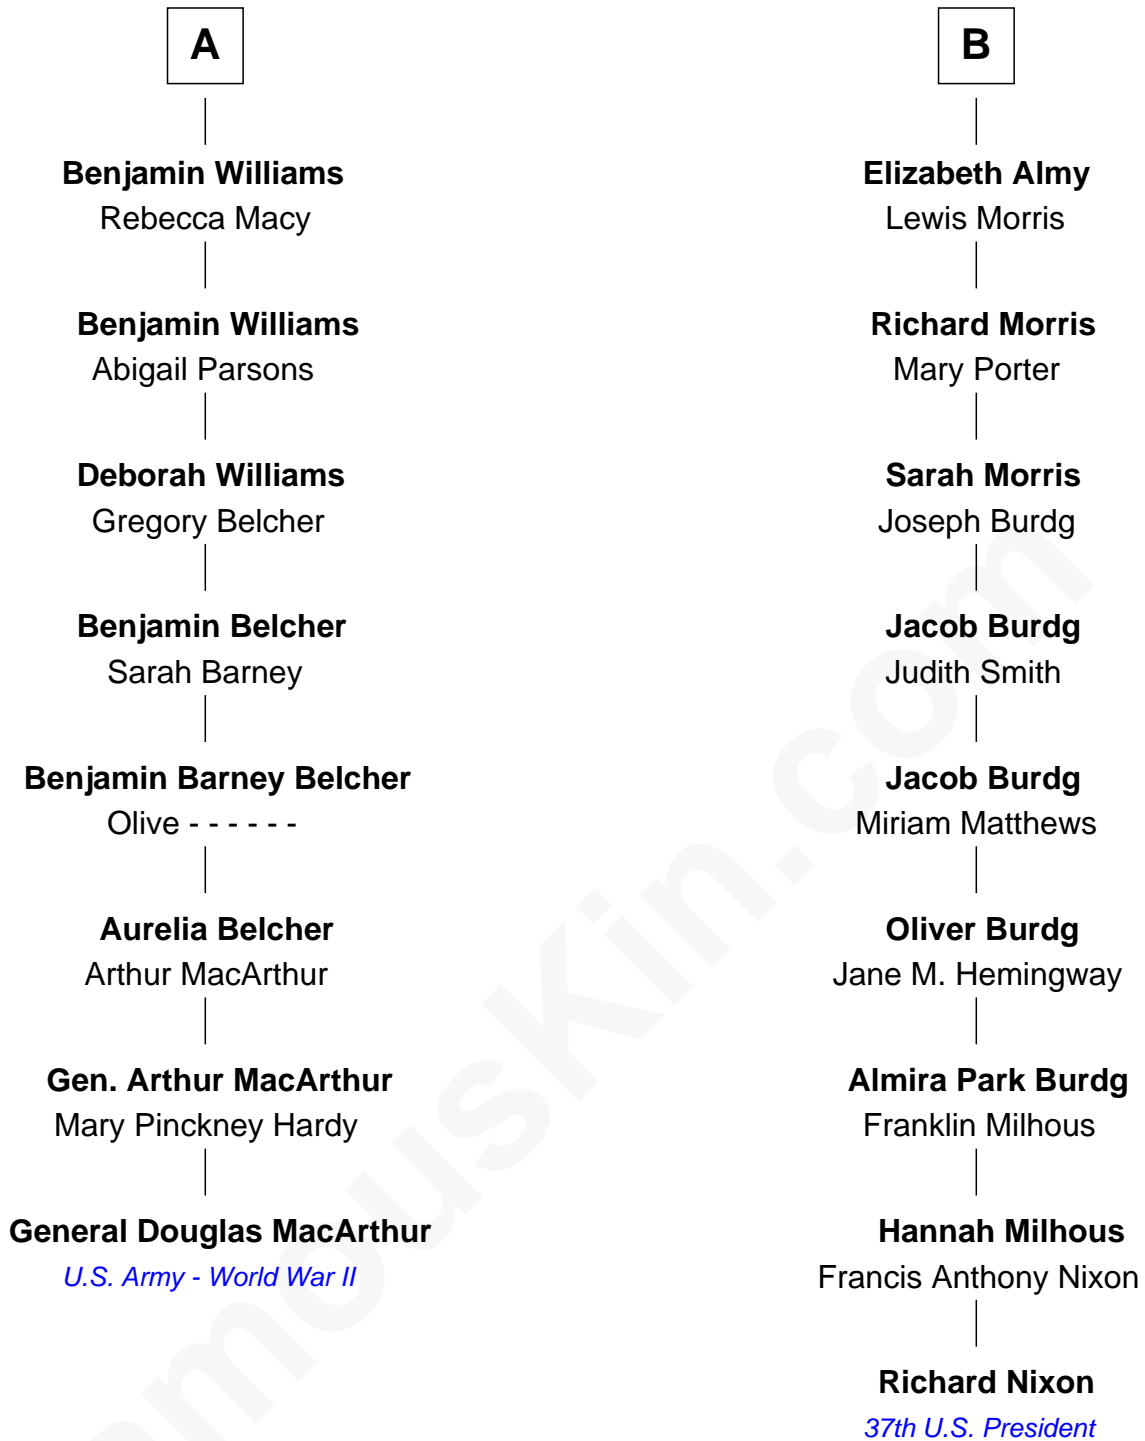 A
Benjamin Williams
Rebecca Macy
Benjamin Williams
Abigail Parsons
Deborah Williams
Gregory Belcher
Benjamin Belcher
Sarah Barney
Benjamin Barney Belcher
Olive - - - - - -
Aurelia Belcher
Arthur MacArthur
Gen. Arthur MacArthur
Mary Pinckney Hardy
General Douglas MacArthur
U.S. Army - World War II
B
Elizabeth Almy
Lewis Morris
Richard Morris
Mary Porter
Sarah Morris
Joseph Burdg
Jacob Burdg
Judith Smith
Jacob Burdg
Miriam Matthews
Oliver Burdg
Jane M. Hemingway
Almira Park Burdg
Franklin Milhous
Hannah Milhous
Francis Anthony Nixon
Richard Nixon
37th U.S. President
amouskin.com